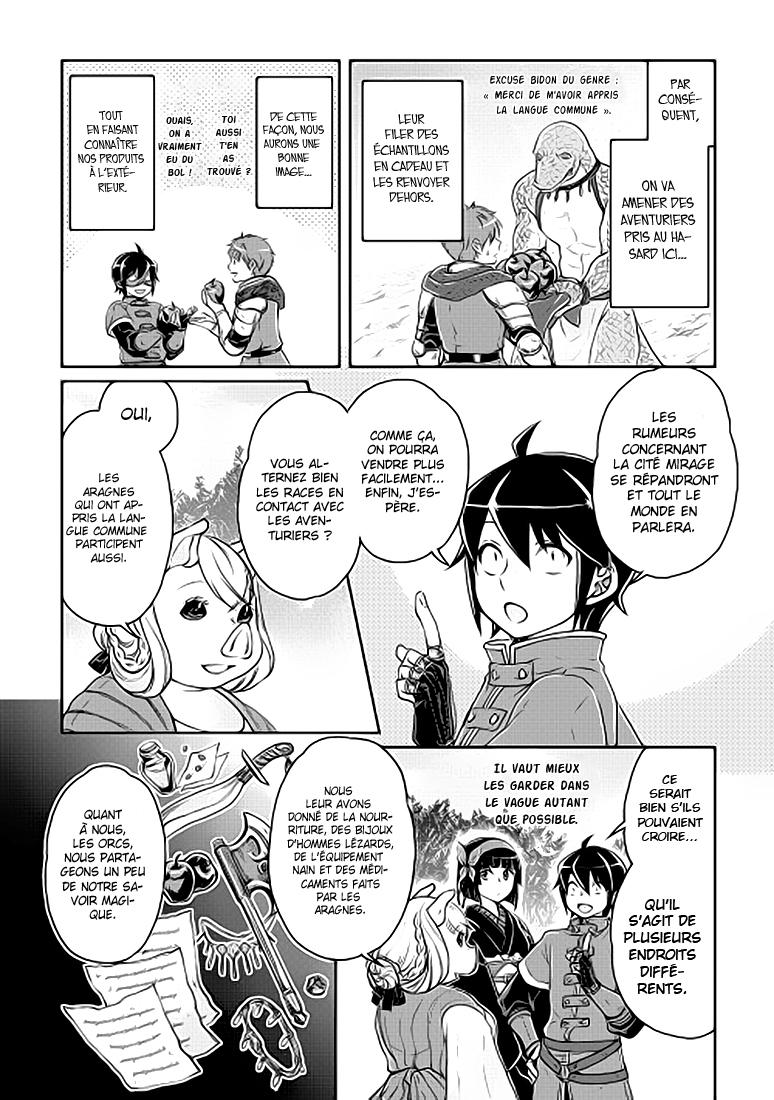 PAR
CONSÉ-
QUENT,
ON VA
AMENER DES
AVENTURIERS
PRIS AU HA-
SARD ICI...
EXCUSE BIDON DU GENRE :
« MERCI DE M'AVOIR APPRIS
LA LANGUE COMMUNE ».
LEUR
FILER DES
ÉCHANTILLONS
EN CADEAU ET
LES RENVOYER
DEHORS.
DE CETTE
FAÇON, NOUS
AURONS UNE
BONNE
IMAGE...
TOI
AUSSI
T'EN
AS
TROUVÉ ?
OUAIS,
ON A
VRAIMENT
EU DU
BOL !
TOUT
EN FAISANT
CONNAÎTRE
NOS PRODUITS
À L'EXTÉ-
RIEUR.
LES
RUMEURS
CONCERNANT
LA CITÉ MIRAGE
SE RÉPANDRONT
ET TOUT LE
MONDE EN
PARLERA.
COMME ÇA,
ON POURRA
VENDRE PLUS
FACILEMENT...
ENFIN, J'ES-
PÈRE.
VOUS AL-
TERNEZ BIEN
LES RACES EN
CONTACT AVEC
LES AVEN-
TURIERS ?
OUI,
LES
ARAGNES
QUI ONT AP-
PRIS LA LAN-
GUE COMMUNE
PARTICIPENT
AUSSI.
CE
SERAIT
BIEN S'ILS
POUVAIENT
CROIRE...
QU'IL
S'AGIT DE
PLUSIEURS
ENDROITS
DIFFÉ-
RENTS.
IL VAUT MIEUX
LES GARDER DANS
LE VAGUE AUTANT
QUE POSSIBLE.
NOUS
LEUR AVONS
DONNÉ DE LA NOUR-
RITURE, DES BIJOUX
D'HOMMES LÉZARDS,
DE L'ÉQUIPEMENT
NAIN ET DES MÉDI-
CAMENTS FAITS
PAR LES
ARAGNES.
QUANT
À NOUS,
LES ORCS,
NOUS PARTA-
GEONS UN PEU
DE NOTRE SA-
VOIR MAGI-
QUE.